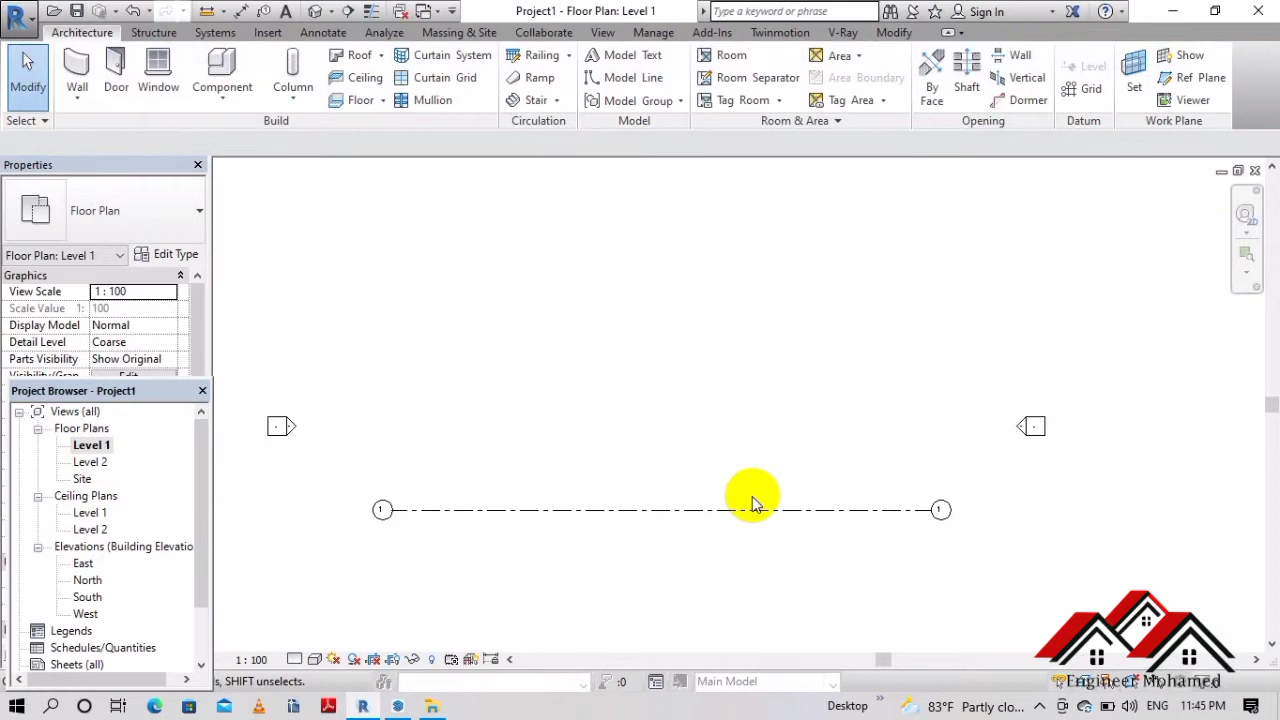 Project1 - Floor Plan: Level 1
Type a keyword or phrase
Sign In
Architecture
Structure
Systems
Insert
Annotate
Analyze
Massing & Site
Collaborate
View
Manage
Add-Ins
Twinmotion
V-Ray
Modify
Modify
Wall
Door
Window
Component
Column
Roof
Ceiling
Floor
Curtain System
Curtain Grid
Mullion
Railing
Ramp
Stair
Model Text
Model Line
Model Group
Room
Room Separator
Tag Room
Area
Area Boundary
Tag Area
By
Face
Shaft
Wall
Vertical
Dormer
Level
Grid
Set
Show
Ref Plane
Viewer
Select
Build
Circulation
Model
Room & Area
Opening
Datum
Work Plane
Properties
Floor Plan
Floor Plan: Level 1
Edit Type
Graphics
View Scale
1 : 100
Scale Value 1:
100
Display Model
Normal
Detail Level
Coarse
Parts Visibility
Show Original
Visibility/Grap
Edit
Project Browser - Project1
Views (all)
Floor Plans
Level 1
Level 2
Site
Ceiling Plans
Level 1
Level 2
Elevations (Building Elevatio
East
North
South
West
Legends
Schedules/Quantities
Sheets (all)
1
1
2D
1 : 100
s, SHIFT unselects.
:0
Main Model
Engineer Mohamed
Desktop
83°F Partly clo...
ENG
11:45 PM